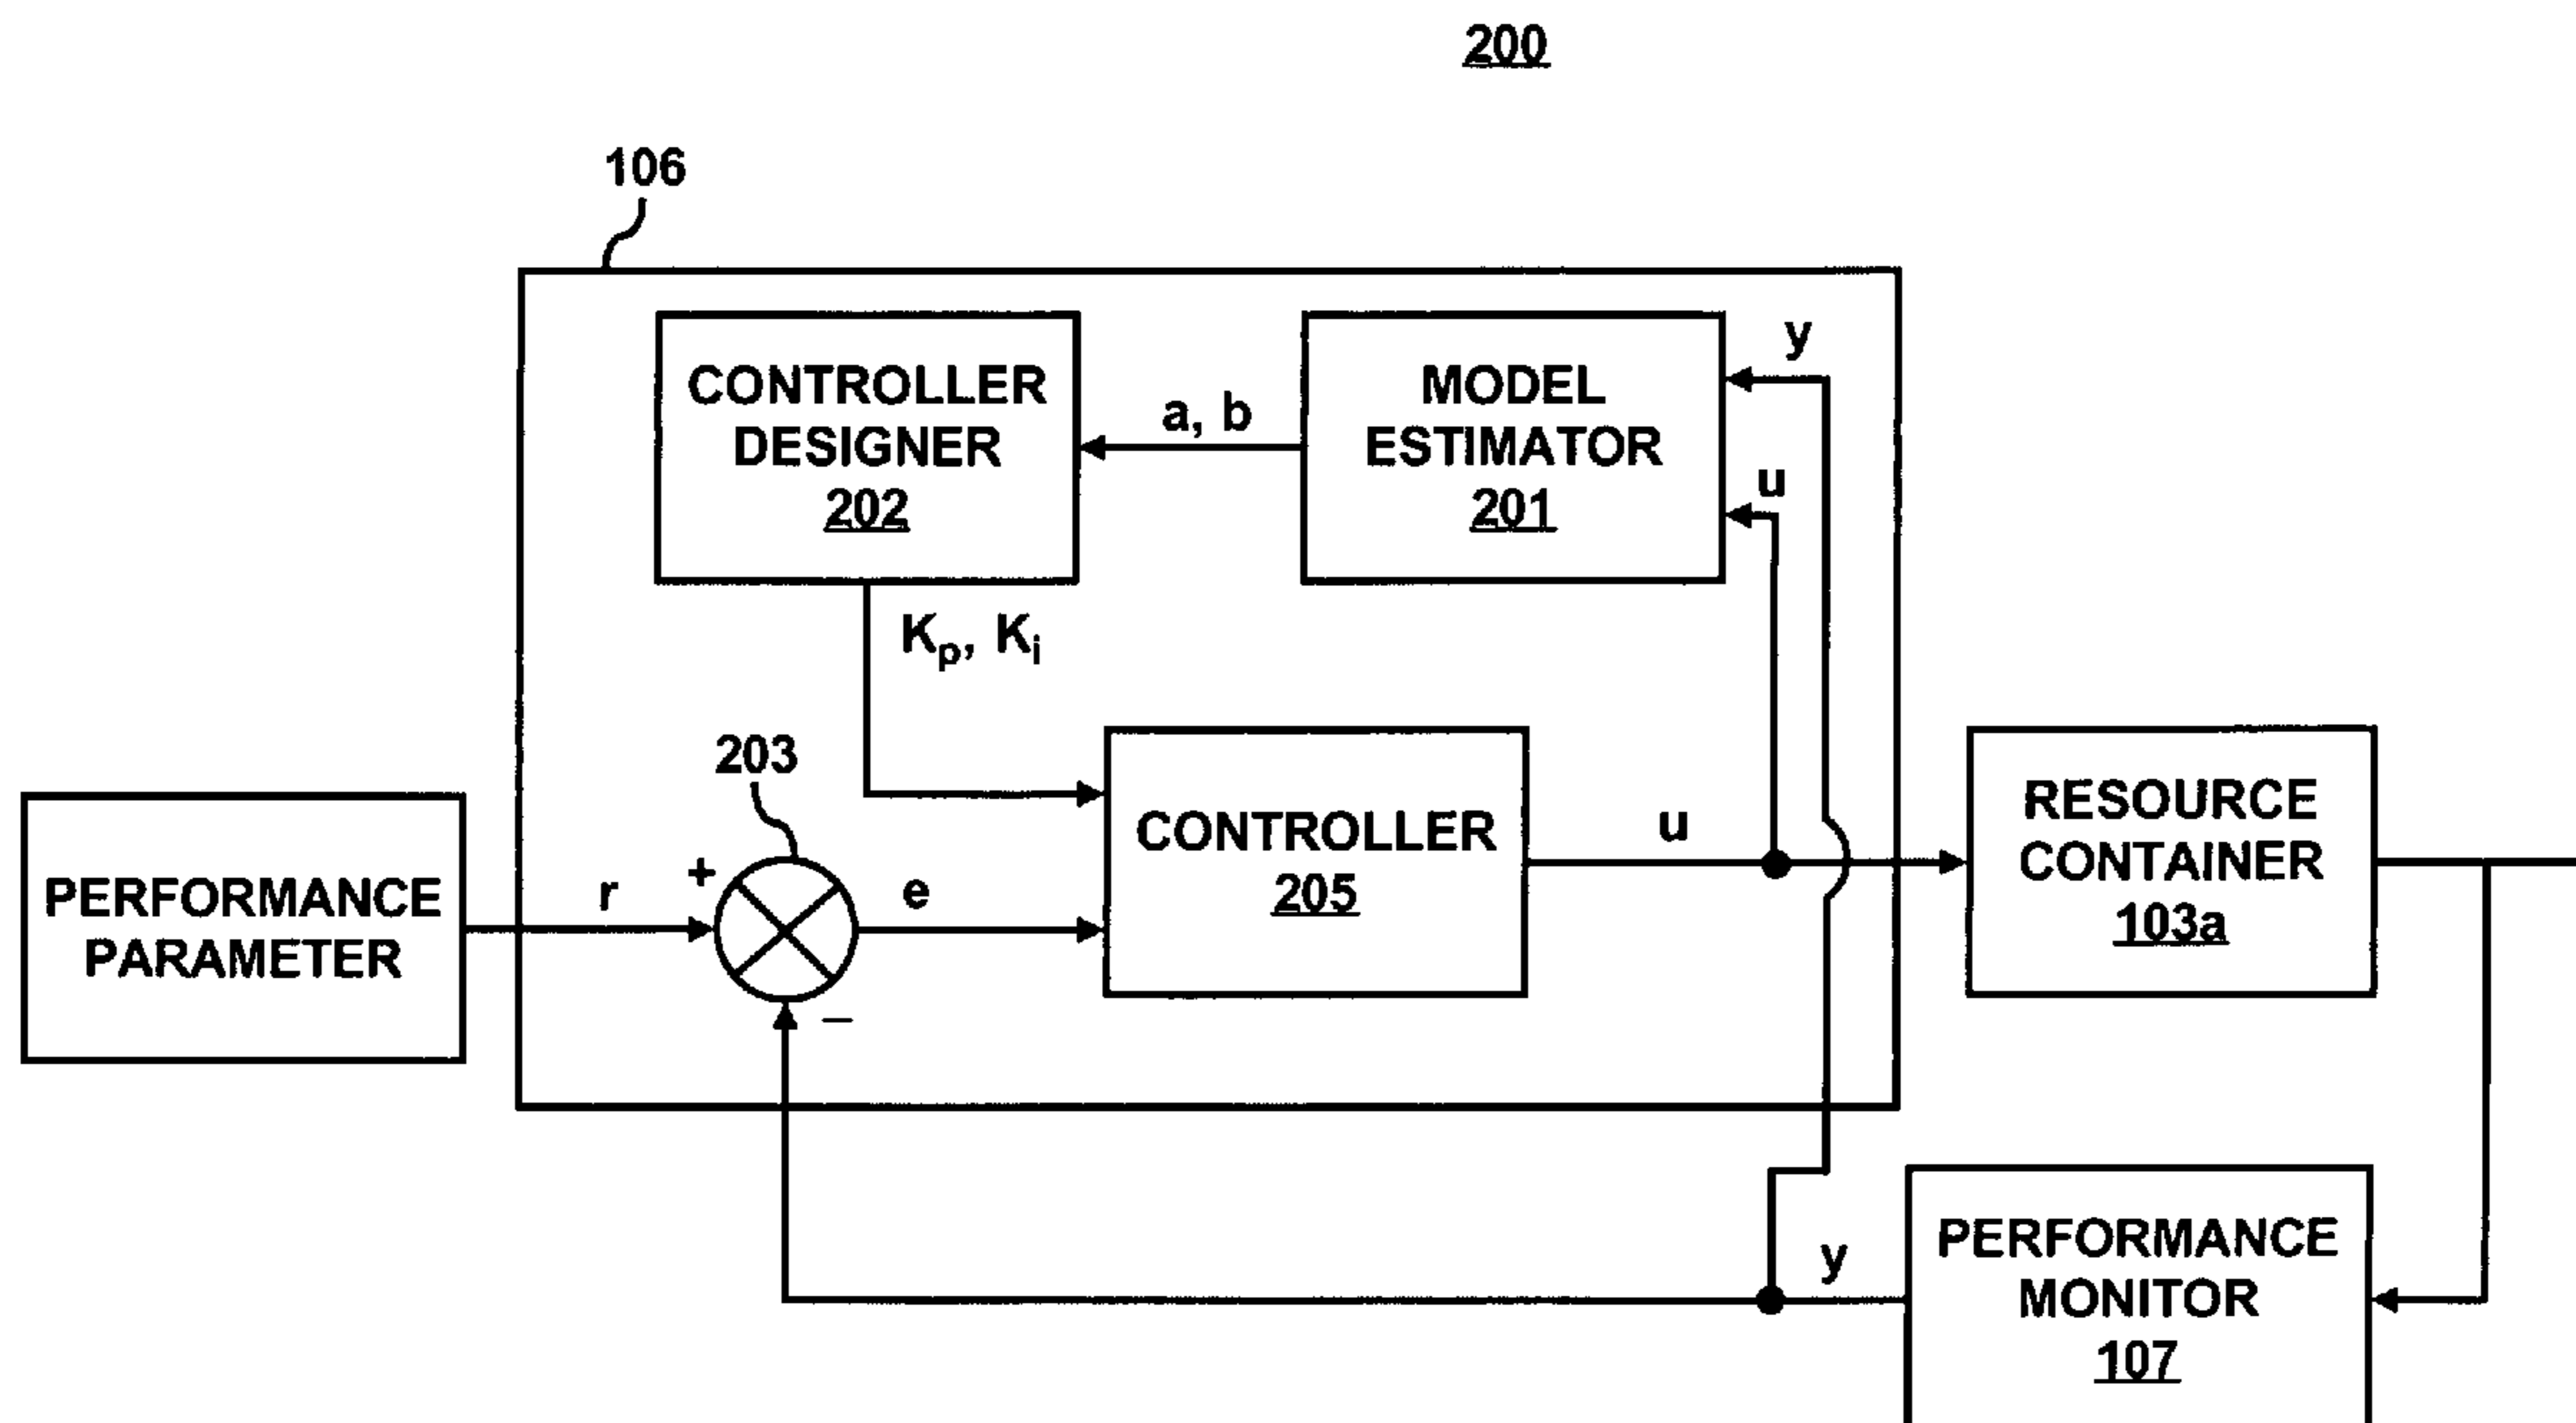 200
106
CONTROLLER
DESIGNER
202
a, b
MODEL
ESTIMATOR
201
y
u
Kp, Ki
203
PERFORMANCE
PARAMETER
r
+
−
e
CONTROLLER
205
u
RESOURCE
CONTAINER
103a
y
PERFORMANCE
MONITOR
107